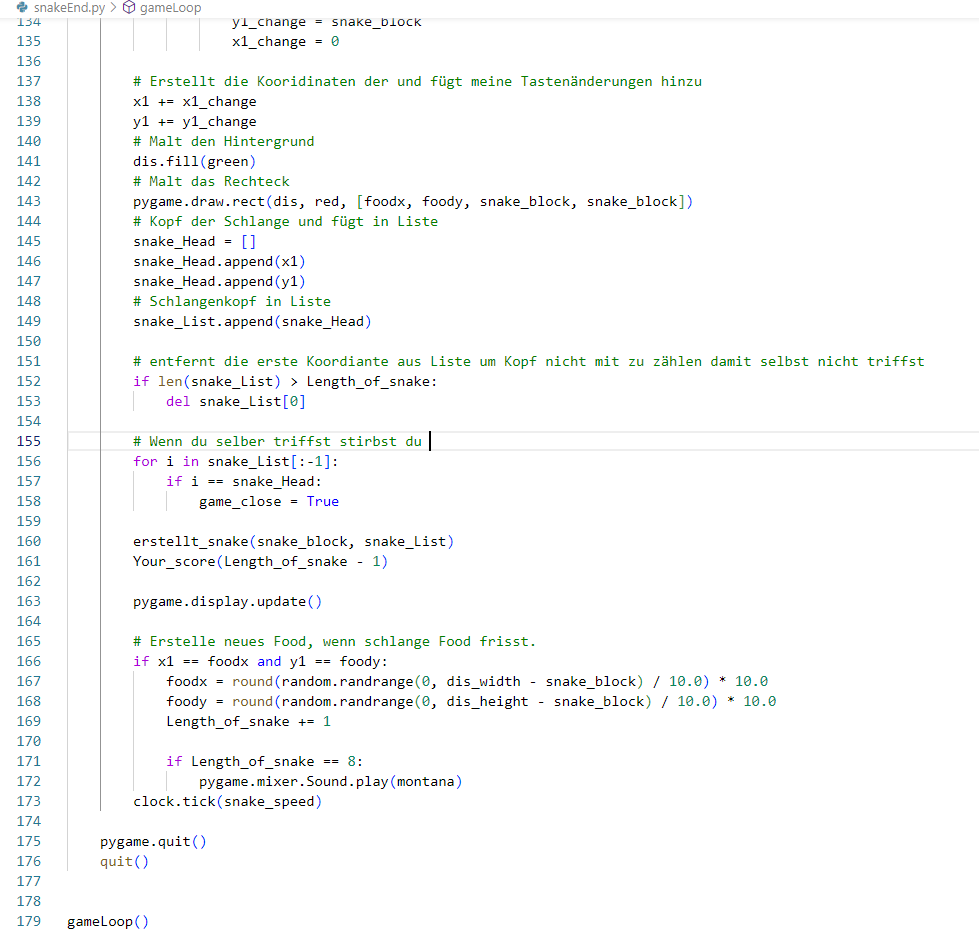 snakeEnd.py > gameLoop
134 y1_change = snake_block
135 x1_change = 0
136
137 # Erstellt die Kooridinaten der und fügt meine Tastenänderungen hinzu
138 x1 += x1_change
139 y1 += y1_change
140 # Malt den Hintergrund
141 dis.fill(green)
142 # Malt das Rechteck
143 pygame.draw.rect(dis, red, [foodx, foody, snake_block, snake_block])
144 # Kopf der Schlange und fügt in Liste
145 snake_Head = []
146 snake_Head.append(x1)
147 snake_Head.append(y1)
148 # Schlangenkopf in Liste
149 snake_List.append(snake_Head)
150
151 # entfernt die erste Koordiante aus Liste um Kopf nicht mit zu zählen damit selbst nicht triffst
152 if len(snake_List) > Length_of_snake:
153 del snake_List[0]
154
155 # Wenn du selber triffst stirbst du
156 for i in snake_List[:-1]:
157 if i == snake_Head:
158 game_close = True
159
160 erstellt_snake(snake_block, snake_List)
161 Your_score(Length_of_snake - 1)
162
163 pygame.display.update()
164
165 # Erstelle neues Food, wenn schlange Food frisst.
166 if x1 == foodx and y1 == foody:
167 foodx = round(random.randrange(0, dis_width - snake_block) / 10.0) * 10.0
168 foody = round(random.randrange(0, dis_height - snake_block) / 10.0) * 10.0
169 Length_of_snake += 1
170
171 if Length_of_snake == 8:
172 pygame.mixer.Sound.play(montana)
173 clock.tick(snake_speed)
174
175 pygame.quit()
176 quit()
177
178
179 gameLoop()